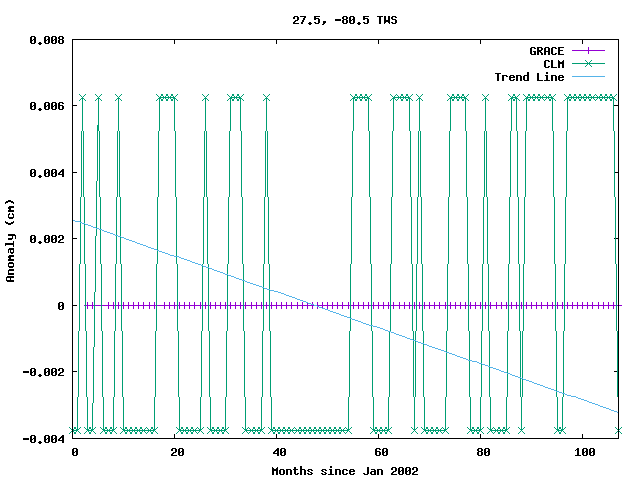 27.5, -80.5 TWS
GRACE
CLM
Trend Line
0.008
0.006
0.004
0.002
0
-0.002
-0.004
Anomaly (cm)
0 20 40 60 80 100
Months since Jan 2002